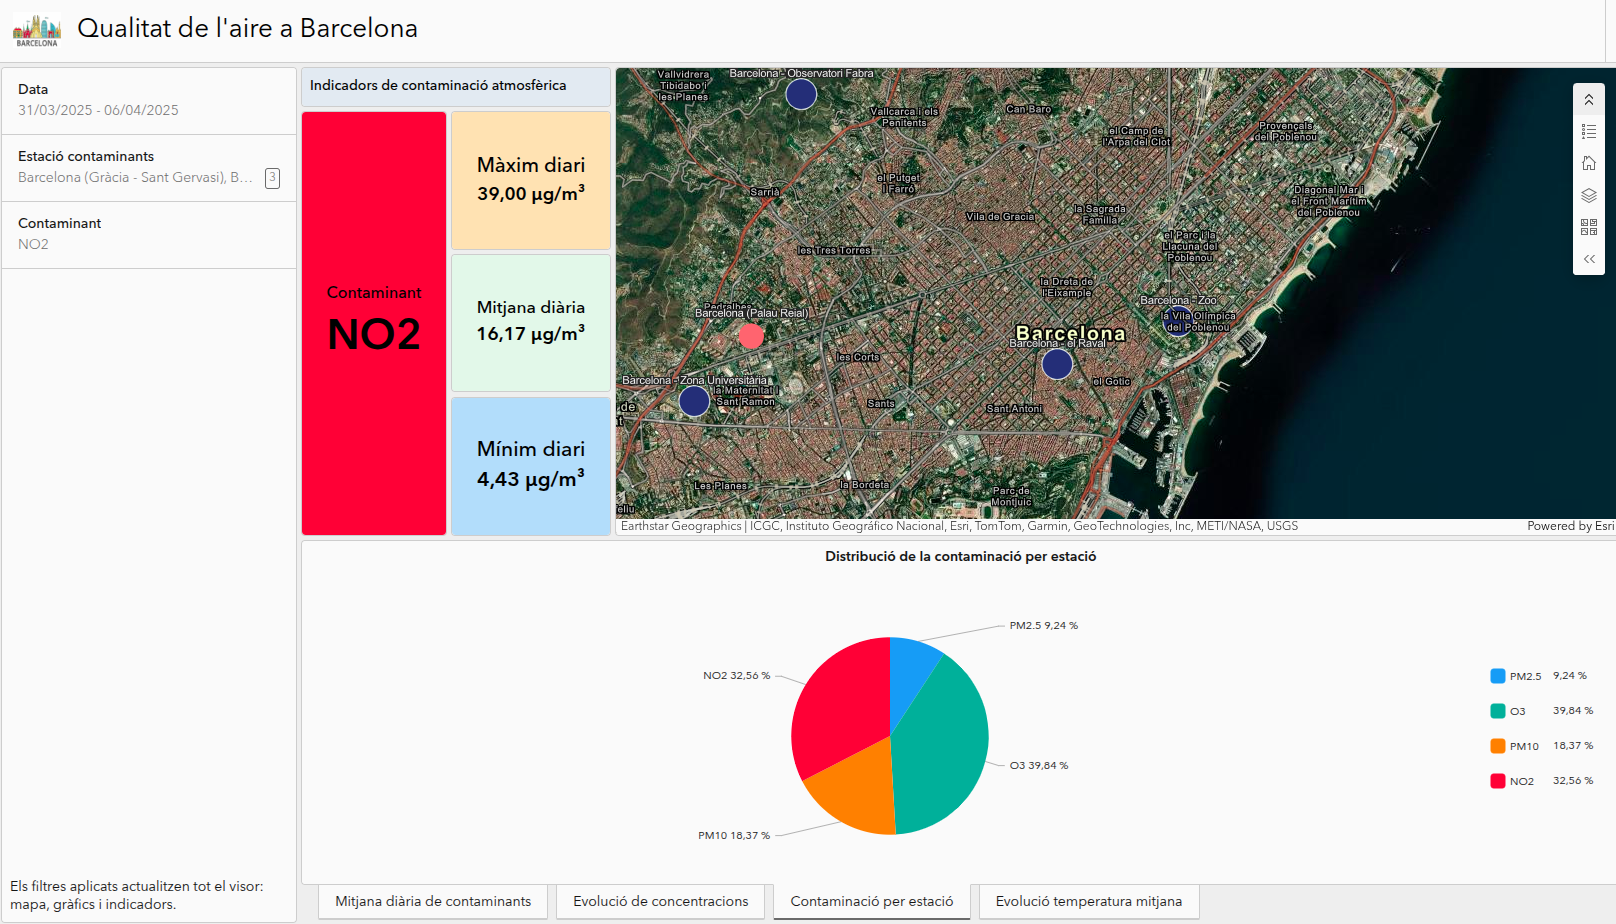 BARCELONA
Qualitat de l'aire a Barcelona
Data
31/03/2025 - 06/04/2025
Estació contaminants
Barcelona (Gràcia - Sant Gervasi), B... 3
Contaminant
NO2
Els filtres aplicats actualitzen tot el visor:
mapa, gràfics i indicadors.
Indicadors de contaminació atmosfèrica
Contaminant
NO2
Màxim diari
39,00 µg/m³
Mitjana diària
16,17 µg/m³
Mínim diari
4,43 µg/m³
Vallvidrera
Tibidabo i
les Planes
Barcelona - Observatori Fabra
Vallcarca i els
Penitents
Can Baro
el Camp de
l'Arpa del Clot
Provençals
del Poblenou
Sarrià
el Putget
i Farró
Vila de Gracia
la Sagrada
Familia
Diagonal Mar i
el Front Marítim
del Poblenou
les Tres Torres
el Parc i la
Llacuna del
Poblenou
la Dreta de
l'Eixample
Pedralbes
Barcelona (Palau Reial)
Barcelona - Zoo
la Vila Olímpica
del Poblenou
Barcelona
Barcelona - el Raval
les Corts
Barcelona - Zona Universitària
la Maternitat i
Sant Ramon
el Gotic
de
Sants
Sant Antoni
Les Planes
la Bordeta
Parc de
Montjuic
Earthstar Geographics | ICGC, Instituto Geográfico Nacional, Esri, TomTom, Garmin, GeoTechnologies, Inc, METI/NASA, USGS
Powered by Esri
Distribució de la contaminació per estació
PM2.5 9,24 %
NO2 32,56 %
O3 39,84 %
PM10 18,37 %
PM2.5 9,24 %
O3 39,84 %
PM10 18,37 %
NO2 32,56 %
Mitjana diària de contaminants
Evolució de concentracions
Contaminació per estació
Evolució temperatura mitjana